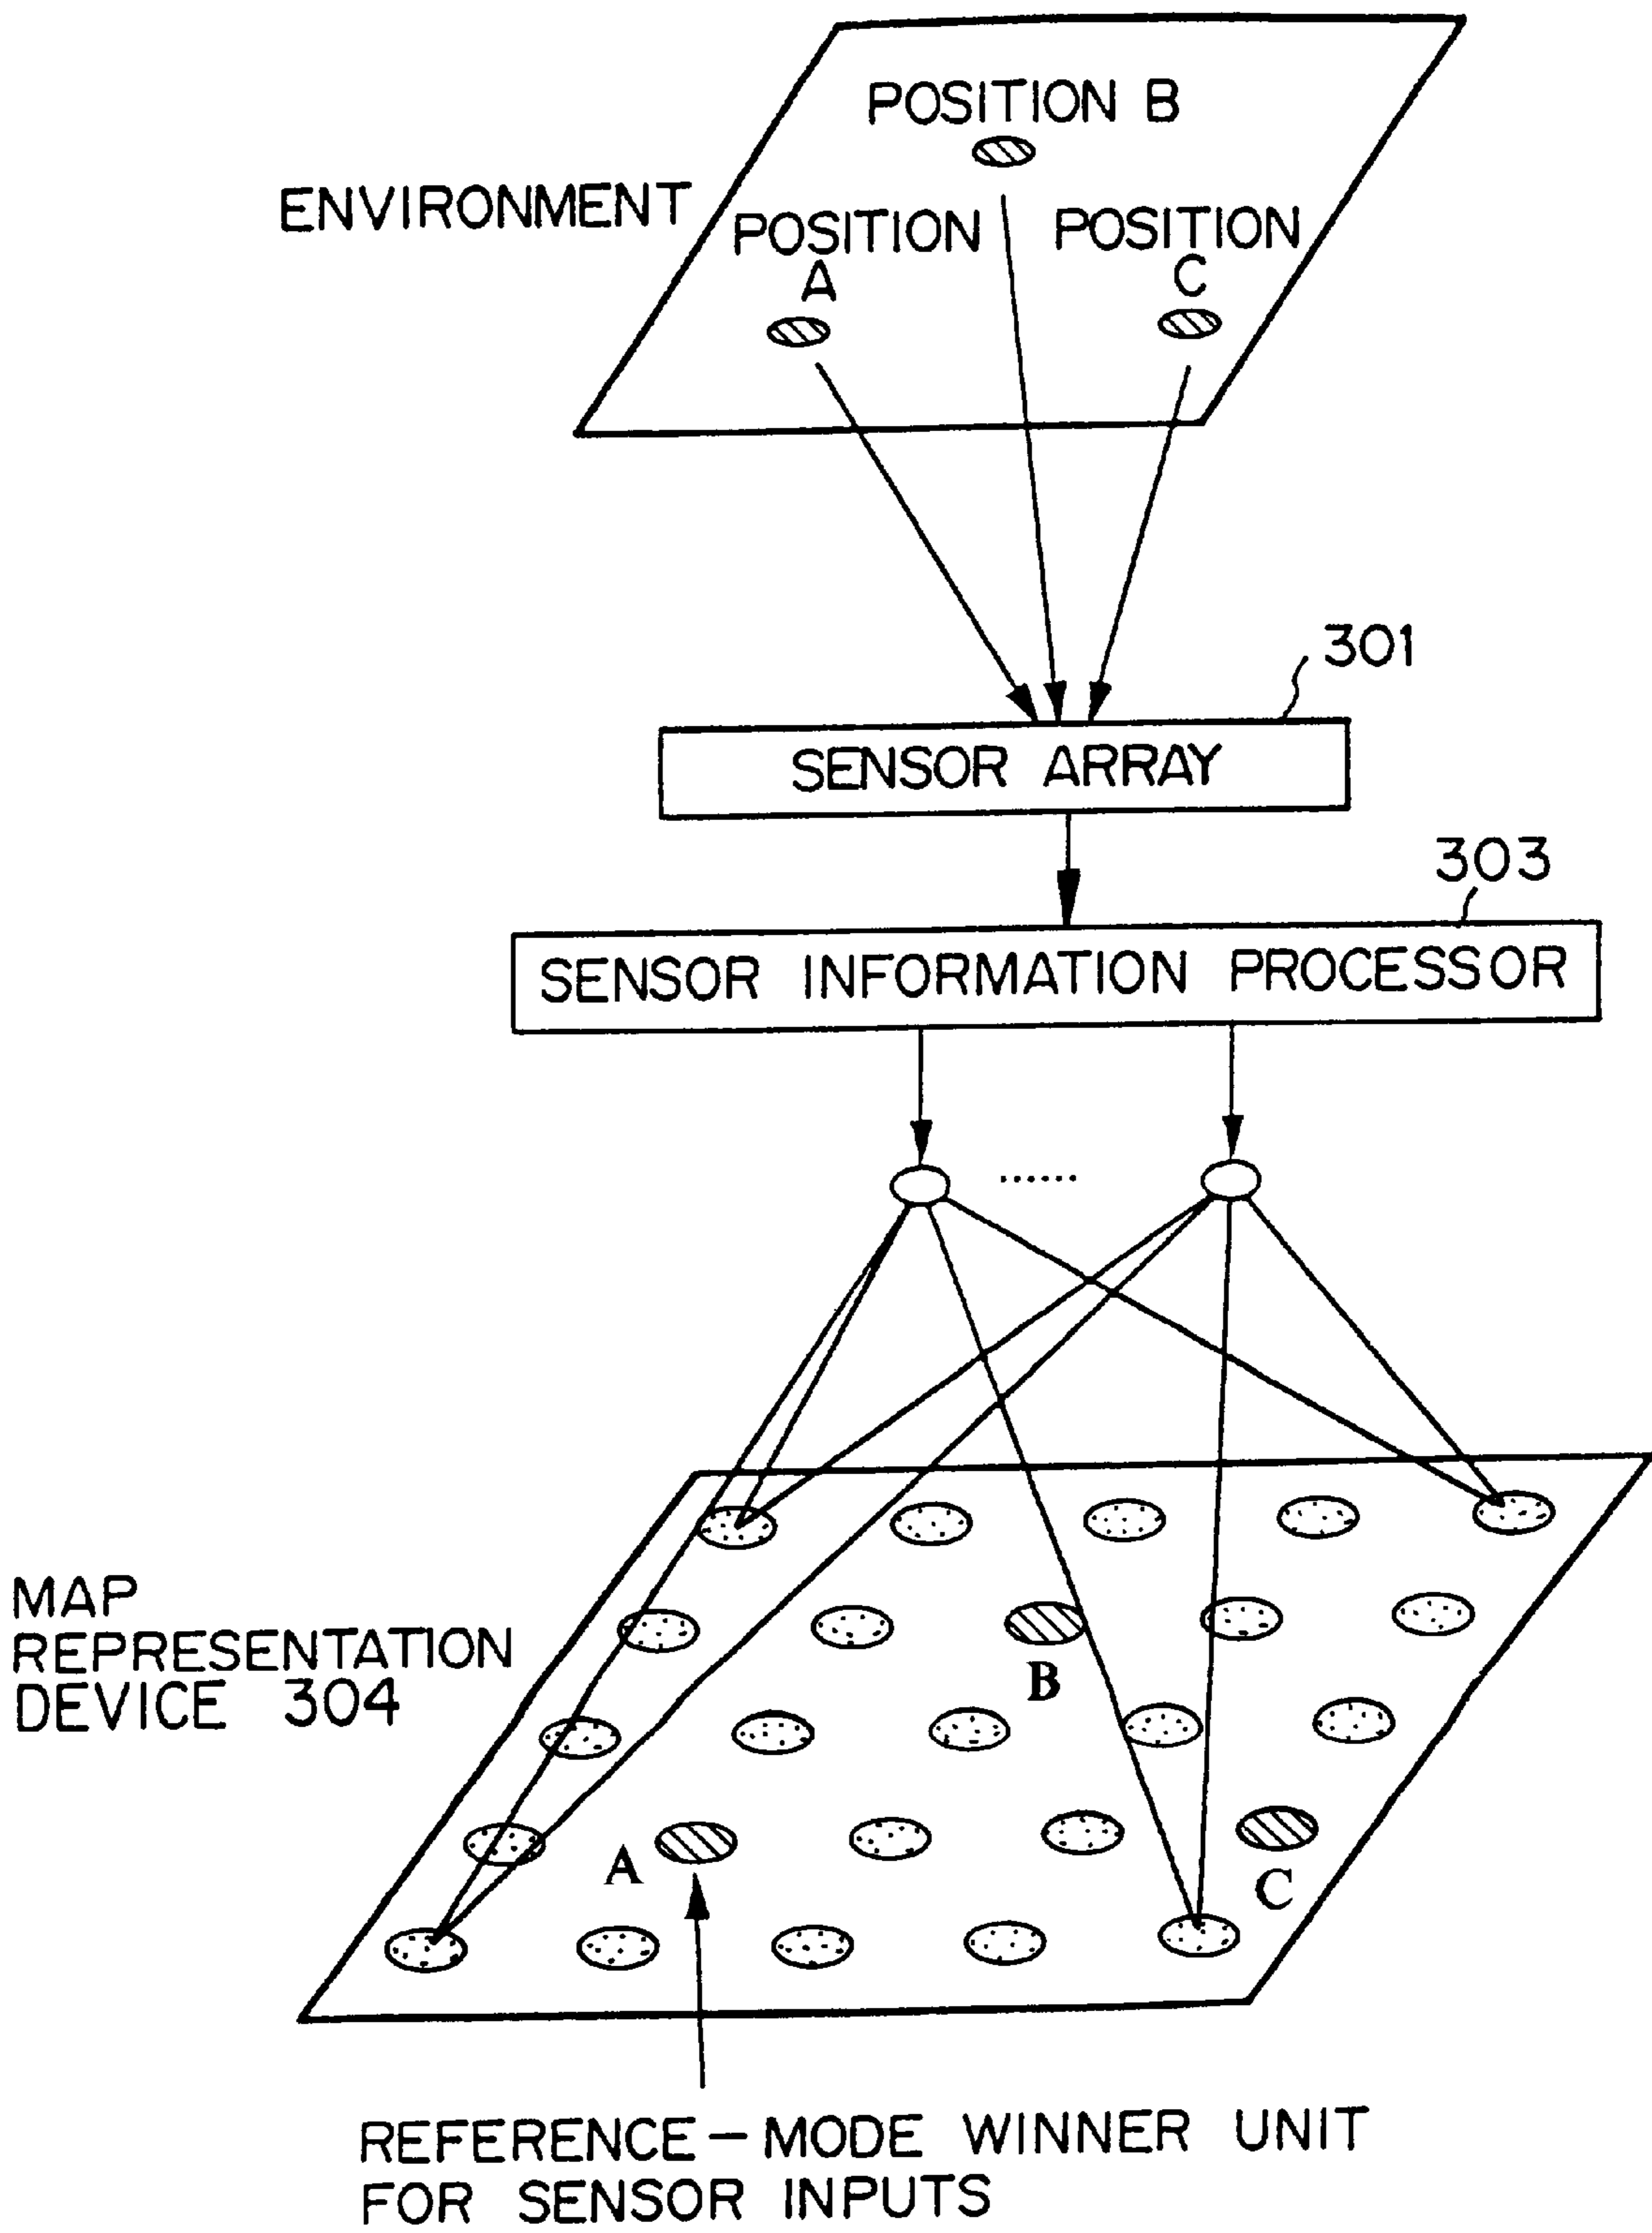 POSITION B
ENVIRONMENT
POSITION
A
POSITION
C
301
SENSOR ARRAY
303
SENSOR INFORMATION PROCESSOR
......
MAP
REPRESENTATION
DEVICE 304
B
A
C
REFERENCE-MODE WINNER UNIT
FOR SENSOR INPUTS